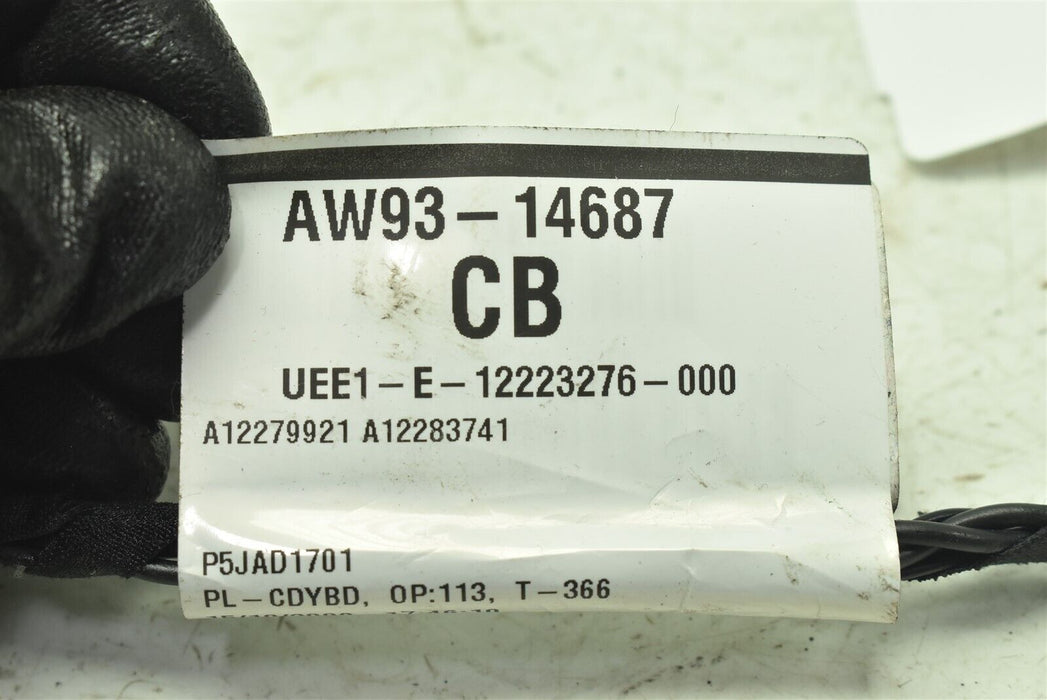 AW93-14687
CB
UEE1-E-12223276-000
A12279921 A12283741
P5JAD1701
PL-CDYBD, OP:113, T-366